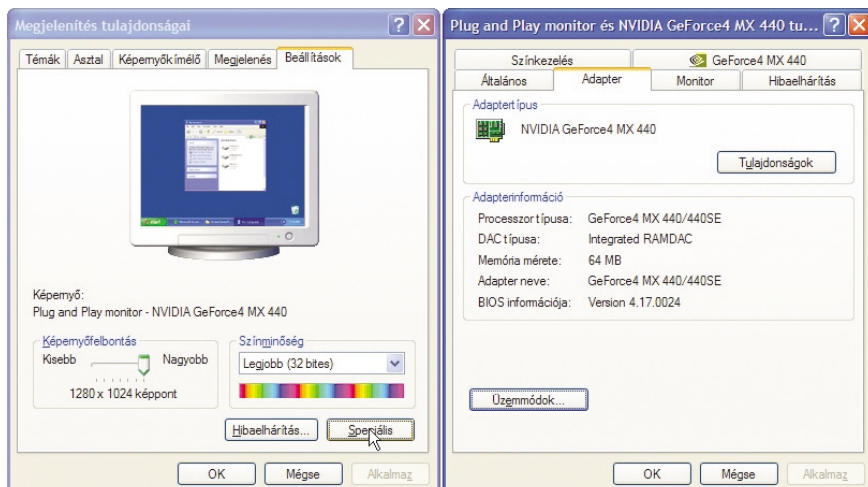 Megjelenítés tulajdonságai
Témák Asztal Képernyőkímélő Megjelenés Beállítások
Képernyő:
Plug and Play monitor - NVIDIA GeForce4 MX 440
Képernyőfelbontás
Kisebb Nagyobb
1280 x 1024 képpont
Színminőség
Legjobb (32 bites)
Hibaelhárítás... Speciális
OK Mégse Alkalmaz
Plug and Play monitor és NVIDIA GeForce4 MX 440 tu...
Színkezelés GeForce4 MX 440
Általános Adapter Monitor Hibaelhárítás
Adaptertípus
NVIDIA GeForce4 MX 440
Tulajdonságok
Adapterinformáció
Processzor típusa: GeForce4 MX 440/440SE
DAC típusa: Integrated RAMDAC
Memória mérete: 64 MB
Adapter neve: GeForce4 MX 440/440SE
BIOS információja: Version 4.17.0024
Üzemmódok...
OK Mégse Alkalmaz